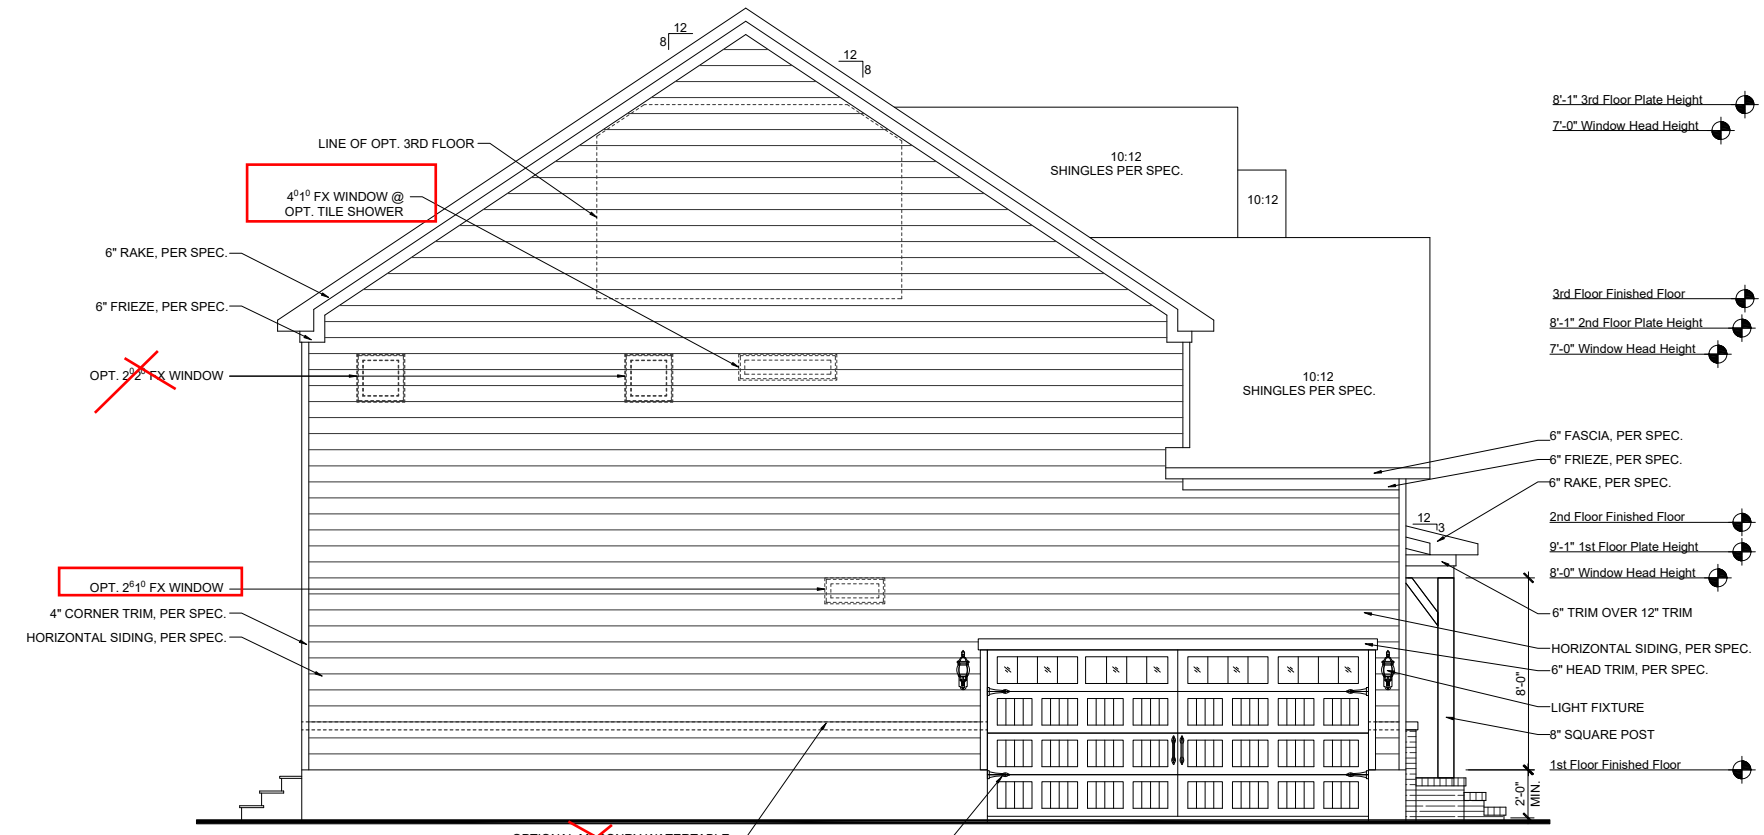 12
8
12
8
8'-1" 3rd Floor Plate Height
7'-0" Window Head Height
LINE OF OPT. 3RD FLOOR
10:12
SHINGLES PER SPEC.
4⁰1⁰ FX WINDOW @
OPT. TILE SHOWER
10:12
6" RAKE, PER SPEC.
6" FRIEZE, PER SPEC.
3rd Floor Finished Floor
8'-1" 2nd Floor Plate Height
7'-0" Window Head Height
OPT. 2⁰2⁰ FX WINDOW
10:12
SHINGLES PER SPEC.
6" FASCIA, PER SPEC.
6" FRIEZE, PER SPEC.
6" RAKE, PER SPEC.
12
3
2nd Floor Finished Floor
9'-1" 1st Floor Plate Height
8'-0" Window Head Height
OPT. 2⁶1⁰ FX WINDOW
4" CORNER TRIM, PER SPEC.
HORIZONTAL SIDING, PER SPEC.
6" TRIM OVER 12" TRIM
HORIZONTAL SIDING, PER SPEC.
6" HEAD TRIM, PER SPEC.
8'-0"
LIGHT FIXTURE
8" SQUARE POST
1st Floor Finished Floor
2'-0"
MIN.
OPTIONAL WATERTABLE